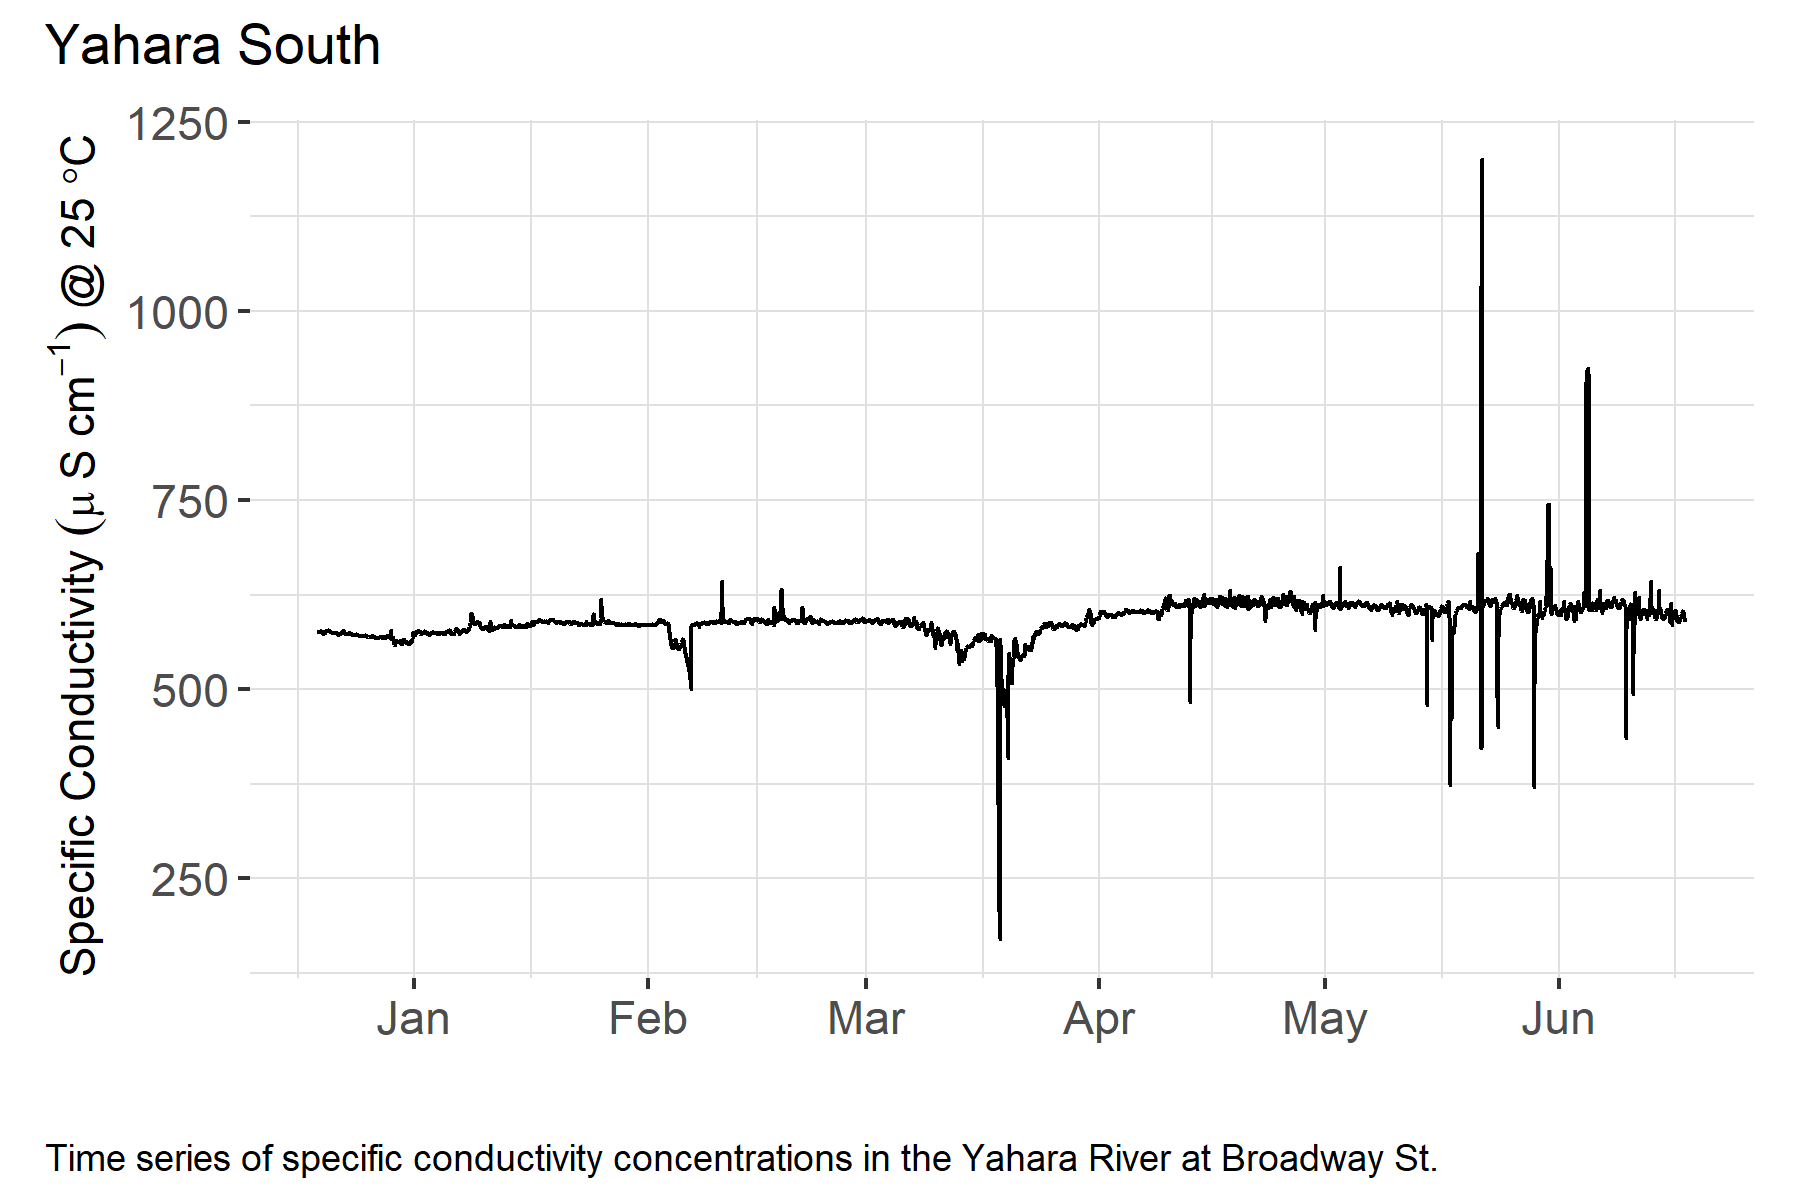 Yahara South
Specific Conductivity (μ S cm⁻¹) @ 25 °C
1250
1000
750
500
250
Jan Feb Mar Apr May Jun
Time series of specific conductivity concentrations in the Yahara River at Broadway St.